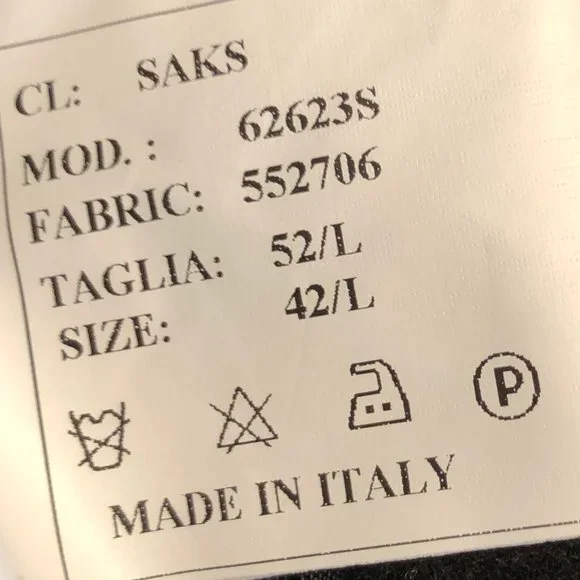 CL: SAKS
MOD. : 62623S
FABRIC: 552706
TAGLIA: 52/L
SIZE: 42/L
P
MADE IN ITALY